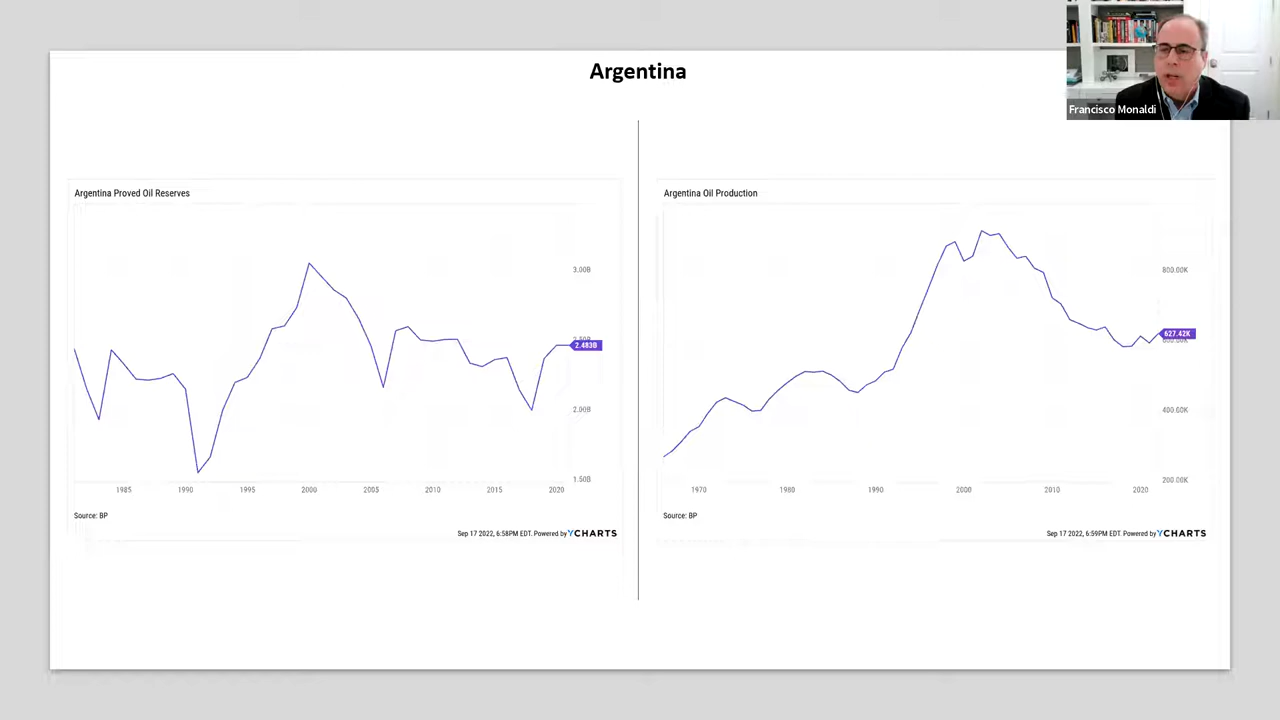 Argentina
Francisco Monaldi
Argentina Proved Oil Reserves
3.00B
2.483B
2.00B
1.50B
1985 1990 1995 2000 2005 2010 2015 2020
Source: BP
Sep 17 2022, 6:58PM EDT. Powered by YCHARTS
Argentina Oil Production
800.00K
627.42K
600.00K
400.00K
200.00K
1970 1980 1990 2000 2010 2020
Source: BP
Sep 17 2022, 6:59PM EDT. Powered by YCHARTS